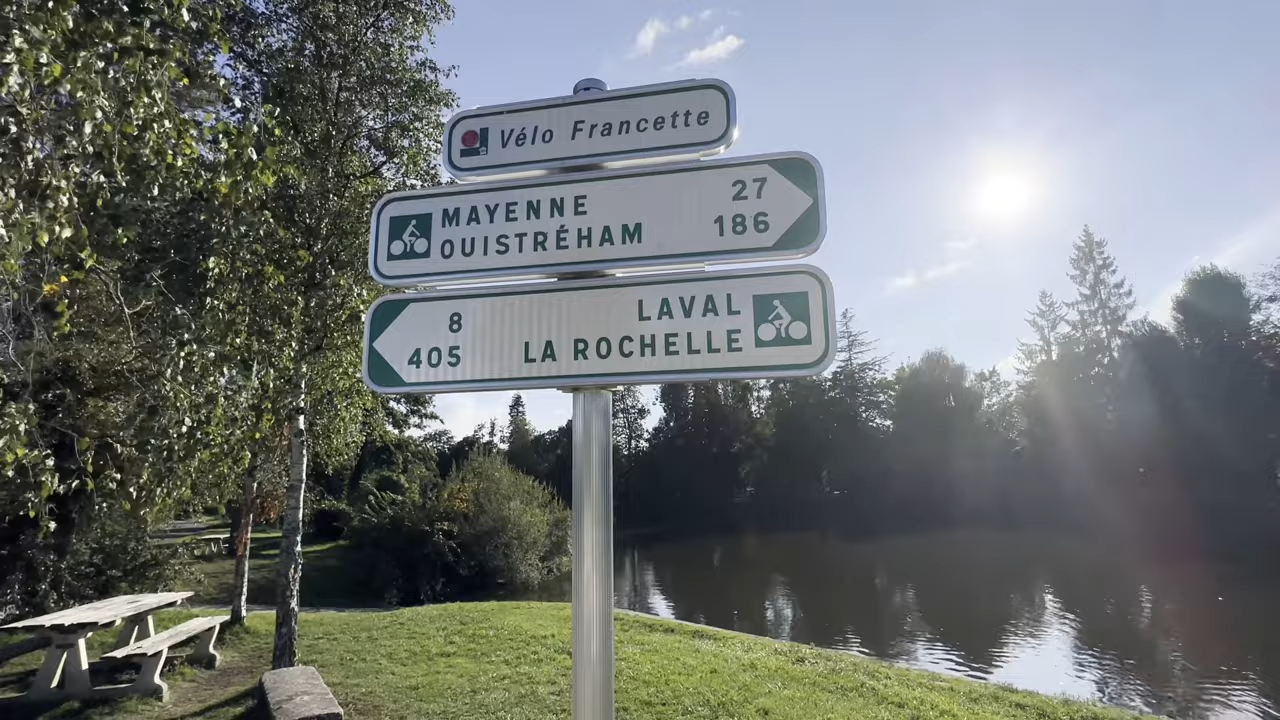 Vélo Francette
MAYENNE 27
OUISTRÉHAM 186
8 LAVAL
405 LA ROCHELLE